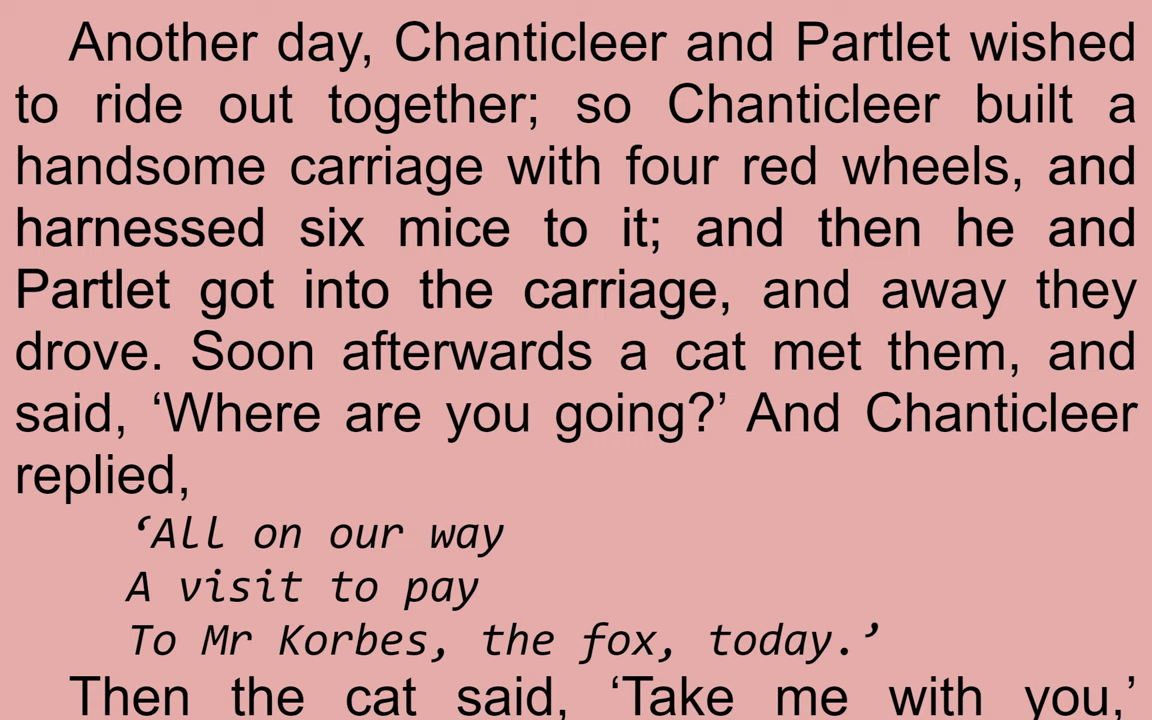 Another day, Chanticleer and Partlet wished
to ride out together; so Chanticleer built a
handsome carriage with four red wheels, and
harnessed six mice to it; and then he and
Partlet got into the carriage, and away they
drove. Soon afterwards a cat met them, and
said, ‘Where are you going?’ And Chanticleer
replied,
‘All on our way
A visit to pay
To Mr Korbes, the fox, today.’
Then the cat said, ‘Take me with you,’